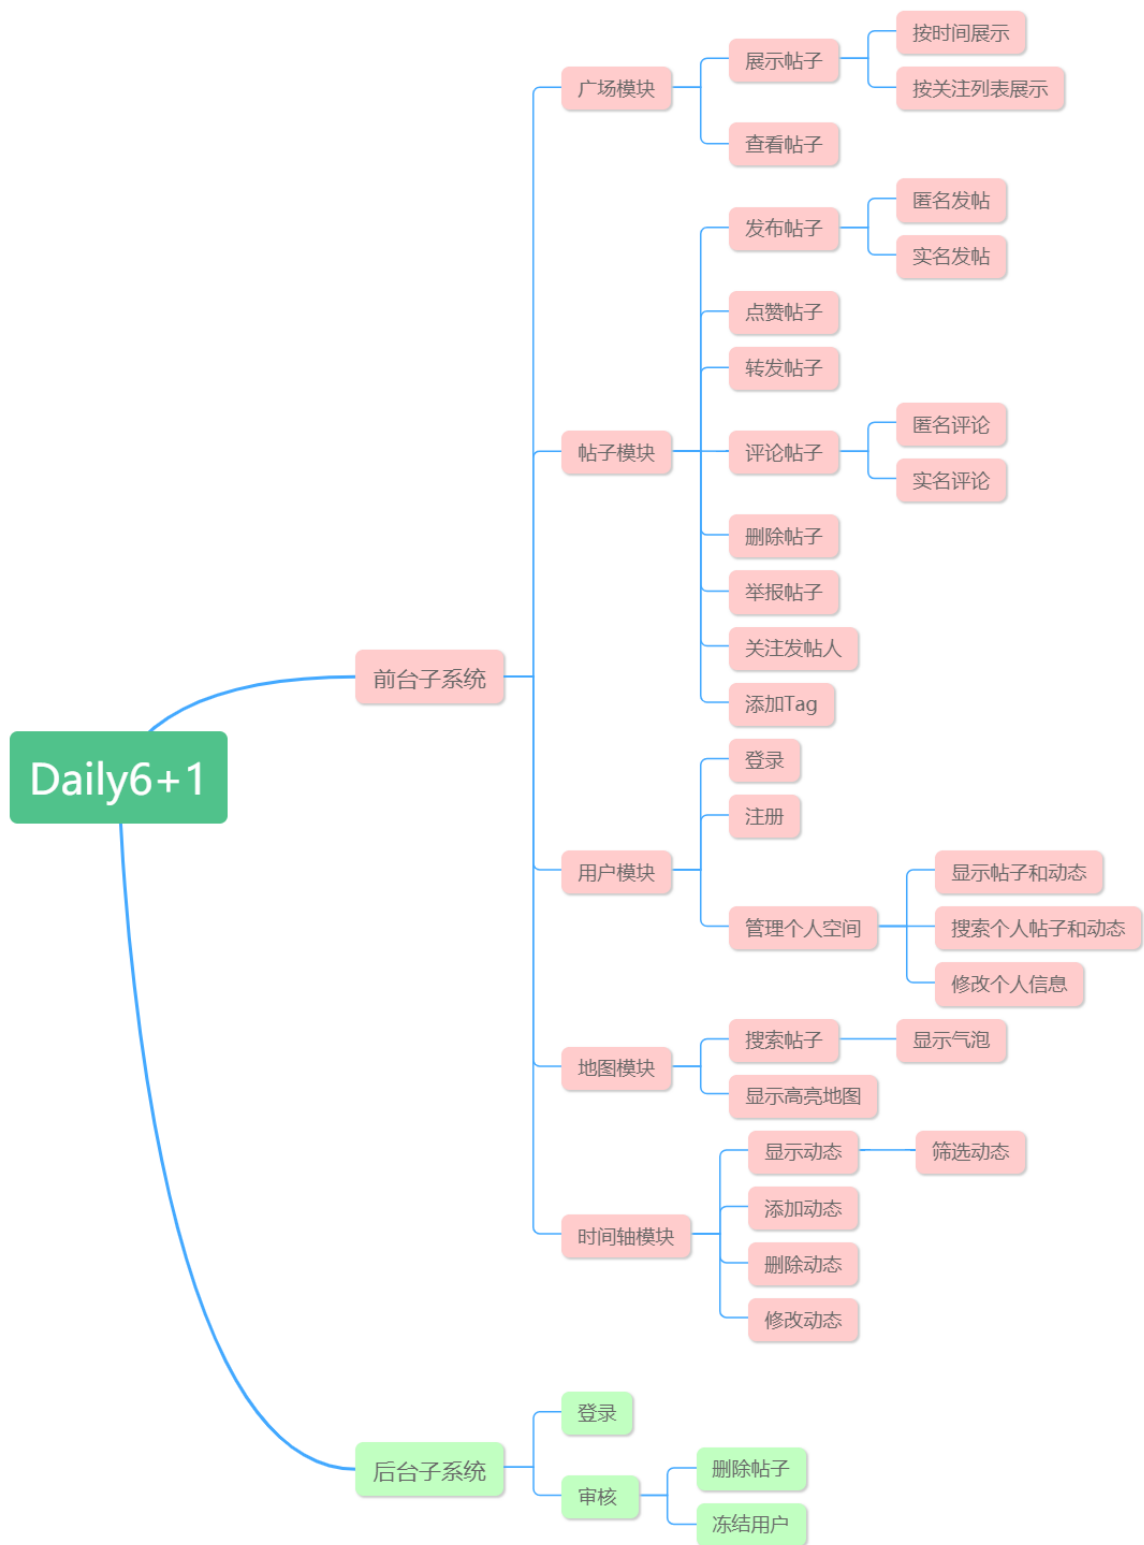 Daily6+1
前台子系统
广场模块
展示帖子
按时间展示
按关注列表展示
查看帖子
帖子模块
发布帖子
匿名发帖
实名发帖
点赞帖子
转发帖子
评论帖子
匿名评论
实名评论
删除帖子
举报帖子
关注发帖人
添加Tag
用户模块
登录
注册
管理个人空间
显示帖子和动态
搜索个人帖子和动态
修改个人信息
地图模块
搜索帖子
显示气泡
显示高亮地图
时间轴模块
显示动态
筛选动态
添加动态
删除动态
修改动态
后台子系统
登录
审核
删除帖子
冻结用户